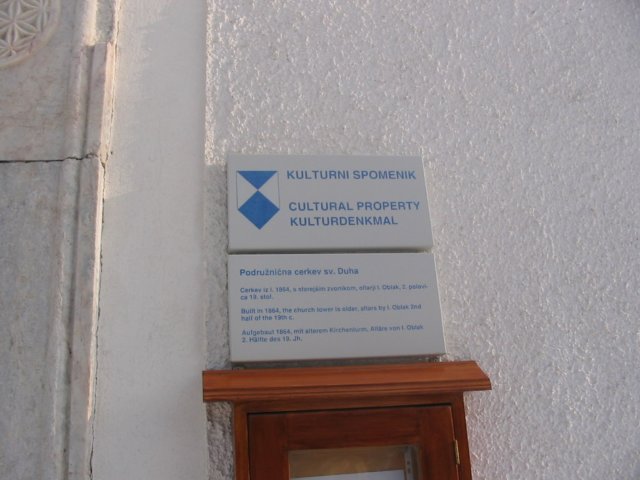 KULTURNI SPOMENIK
CULTURAL PROPERTY
KULTURDENKMAL
Podružnična cerkev sv. Duha
Cerkev iz l. 1864, s starejšim zvonikom, oltarji I. Oblak, 2. polovi-
ca 19. stol.
Built in 1864, the church tower is older, altars by I. Oblak 2nd
half of the 19th c.
Aufgebaut 1864, mit älterem Kirchenturm. Altäre von I. Oblak
2. Hälfte des 19. Jh.